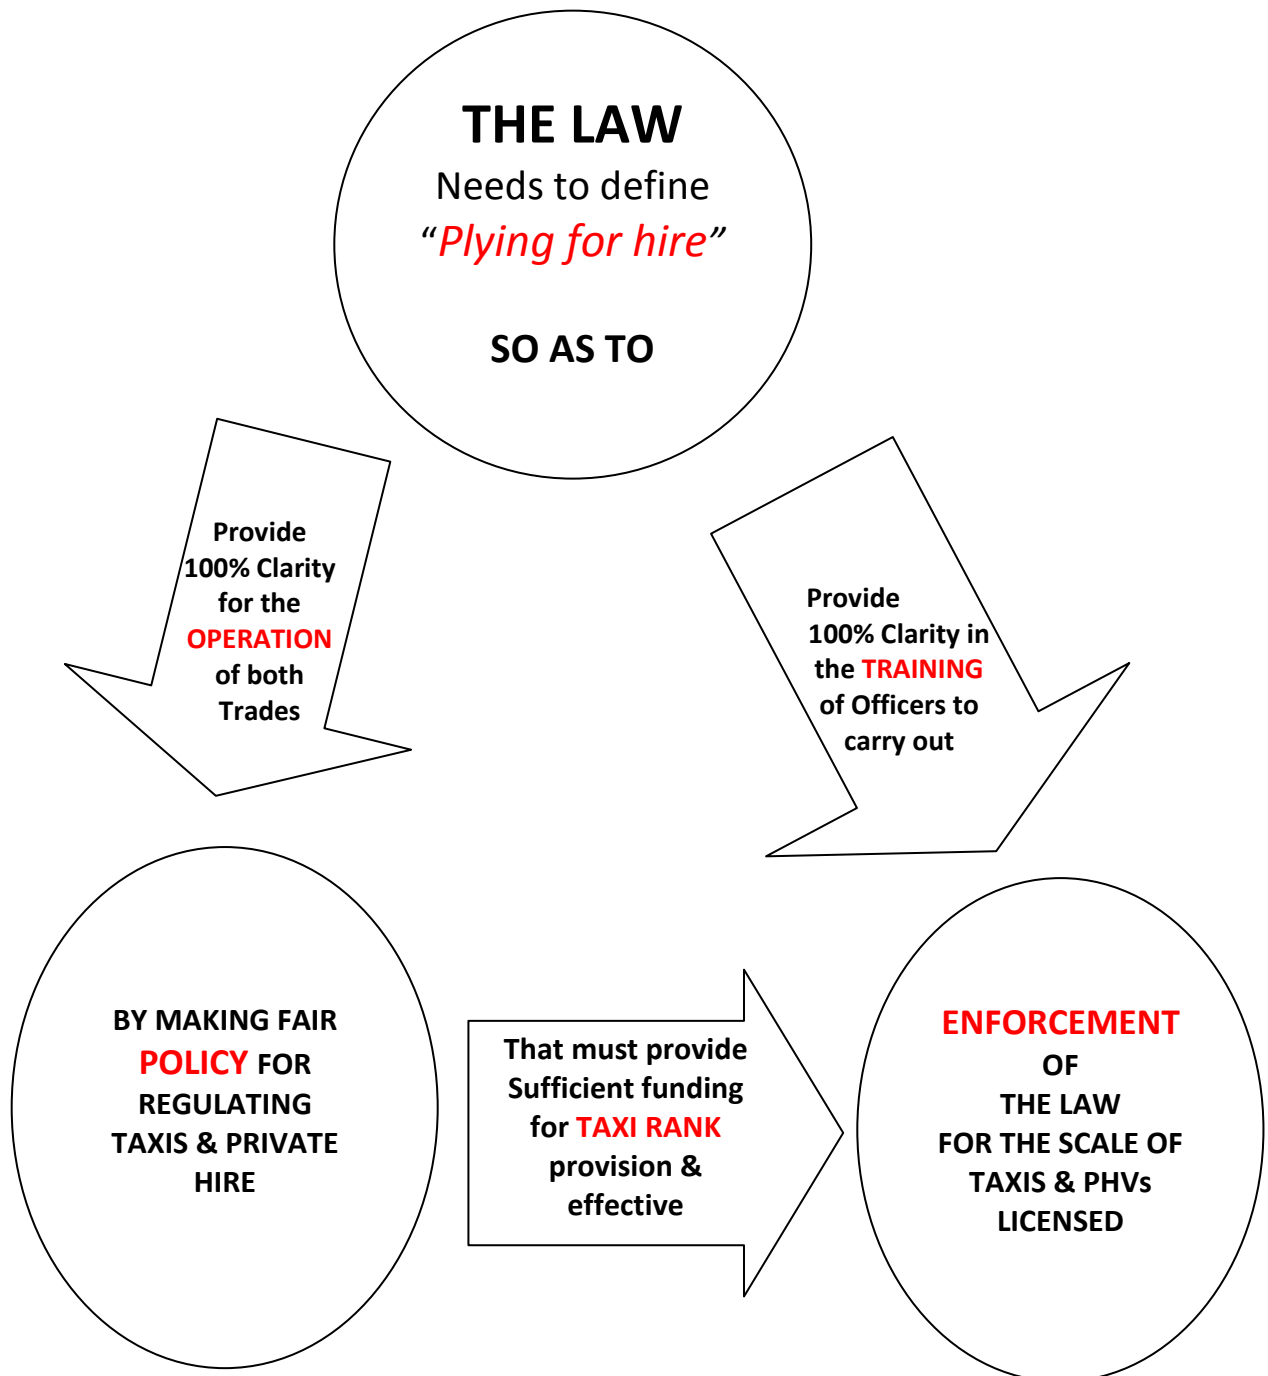 THE LAW
Needs to define
“Plying for hire”
SO AS TO
Provide
100% Clarity
for the
OPERATION
of both
Trades
Provide
100% Clarity in
the TRAINING
of Officers to
carry out
BY MAKING FAIR
POLICY FOR
REGULATING
TAXIS & PRIVATE
HIRE
That must provide
Sufficient funding
for TAXI RANK
provision &
effective
ENFORCEMENT
OF
THE LAW
FOR THE SCALE OF
TAXIS & PHVs
LICENSED